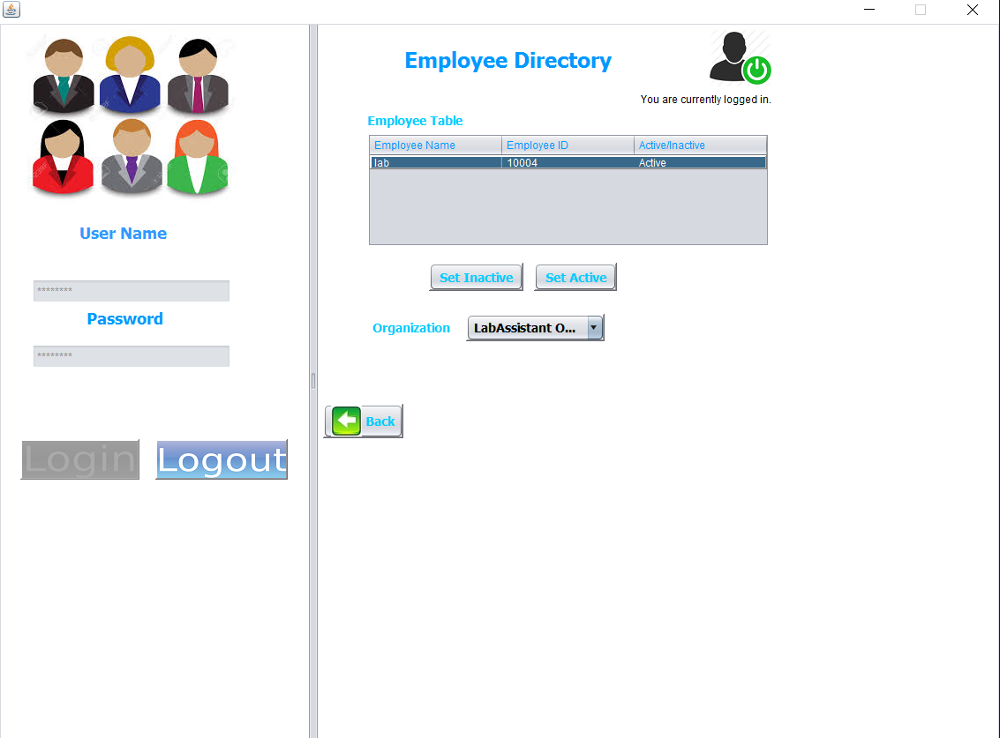 User Name
********
Password
********
Login Logout
Employee Directory
You are currently logged in.
Employee Table
Employee Name Employee ID Active/Inactive
lab 10004 Active
Set Inactive Set Active
Organization LabAssistant O...
Back